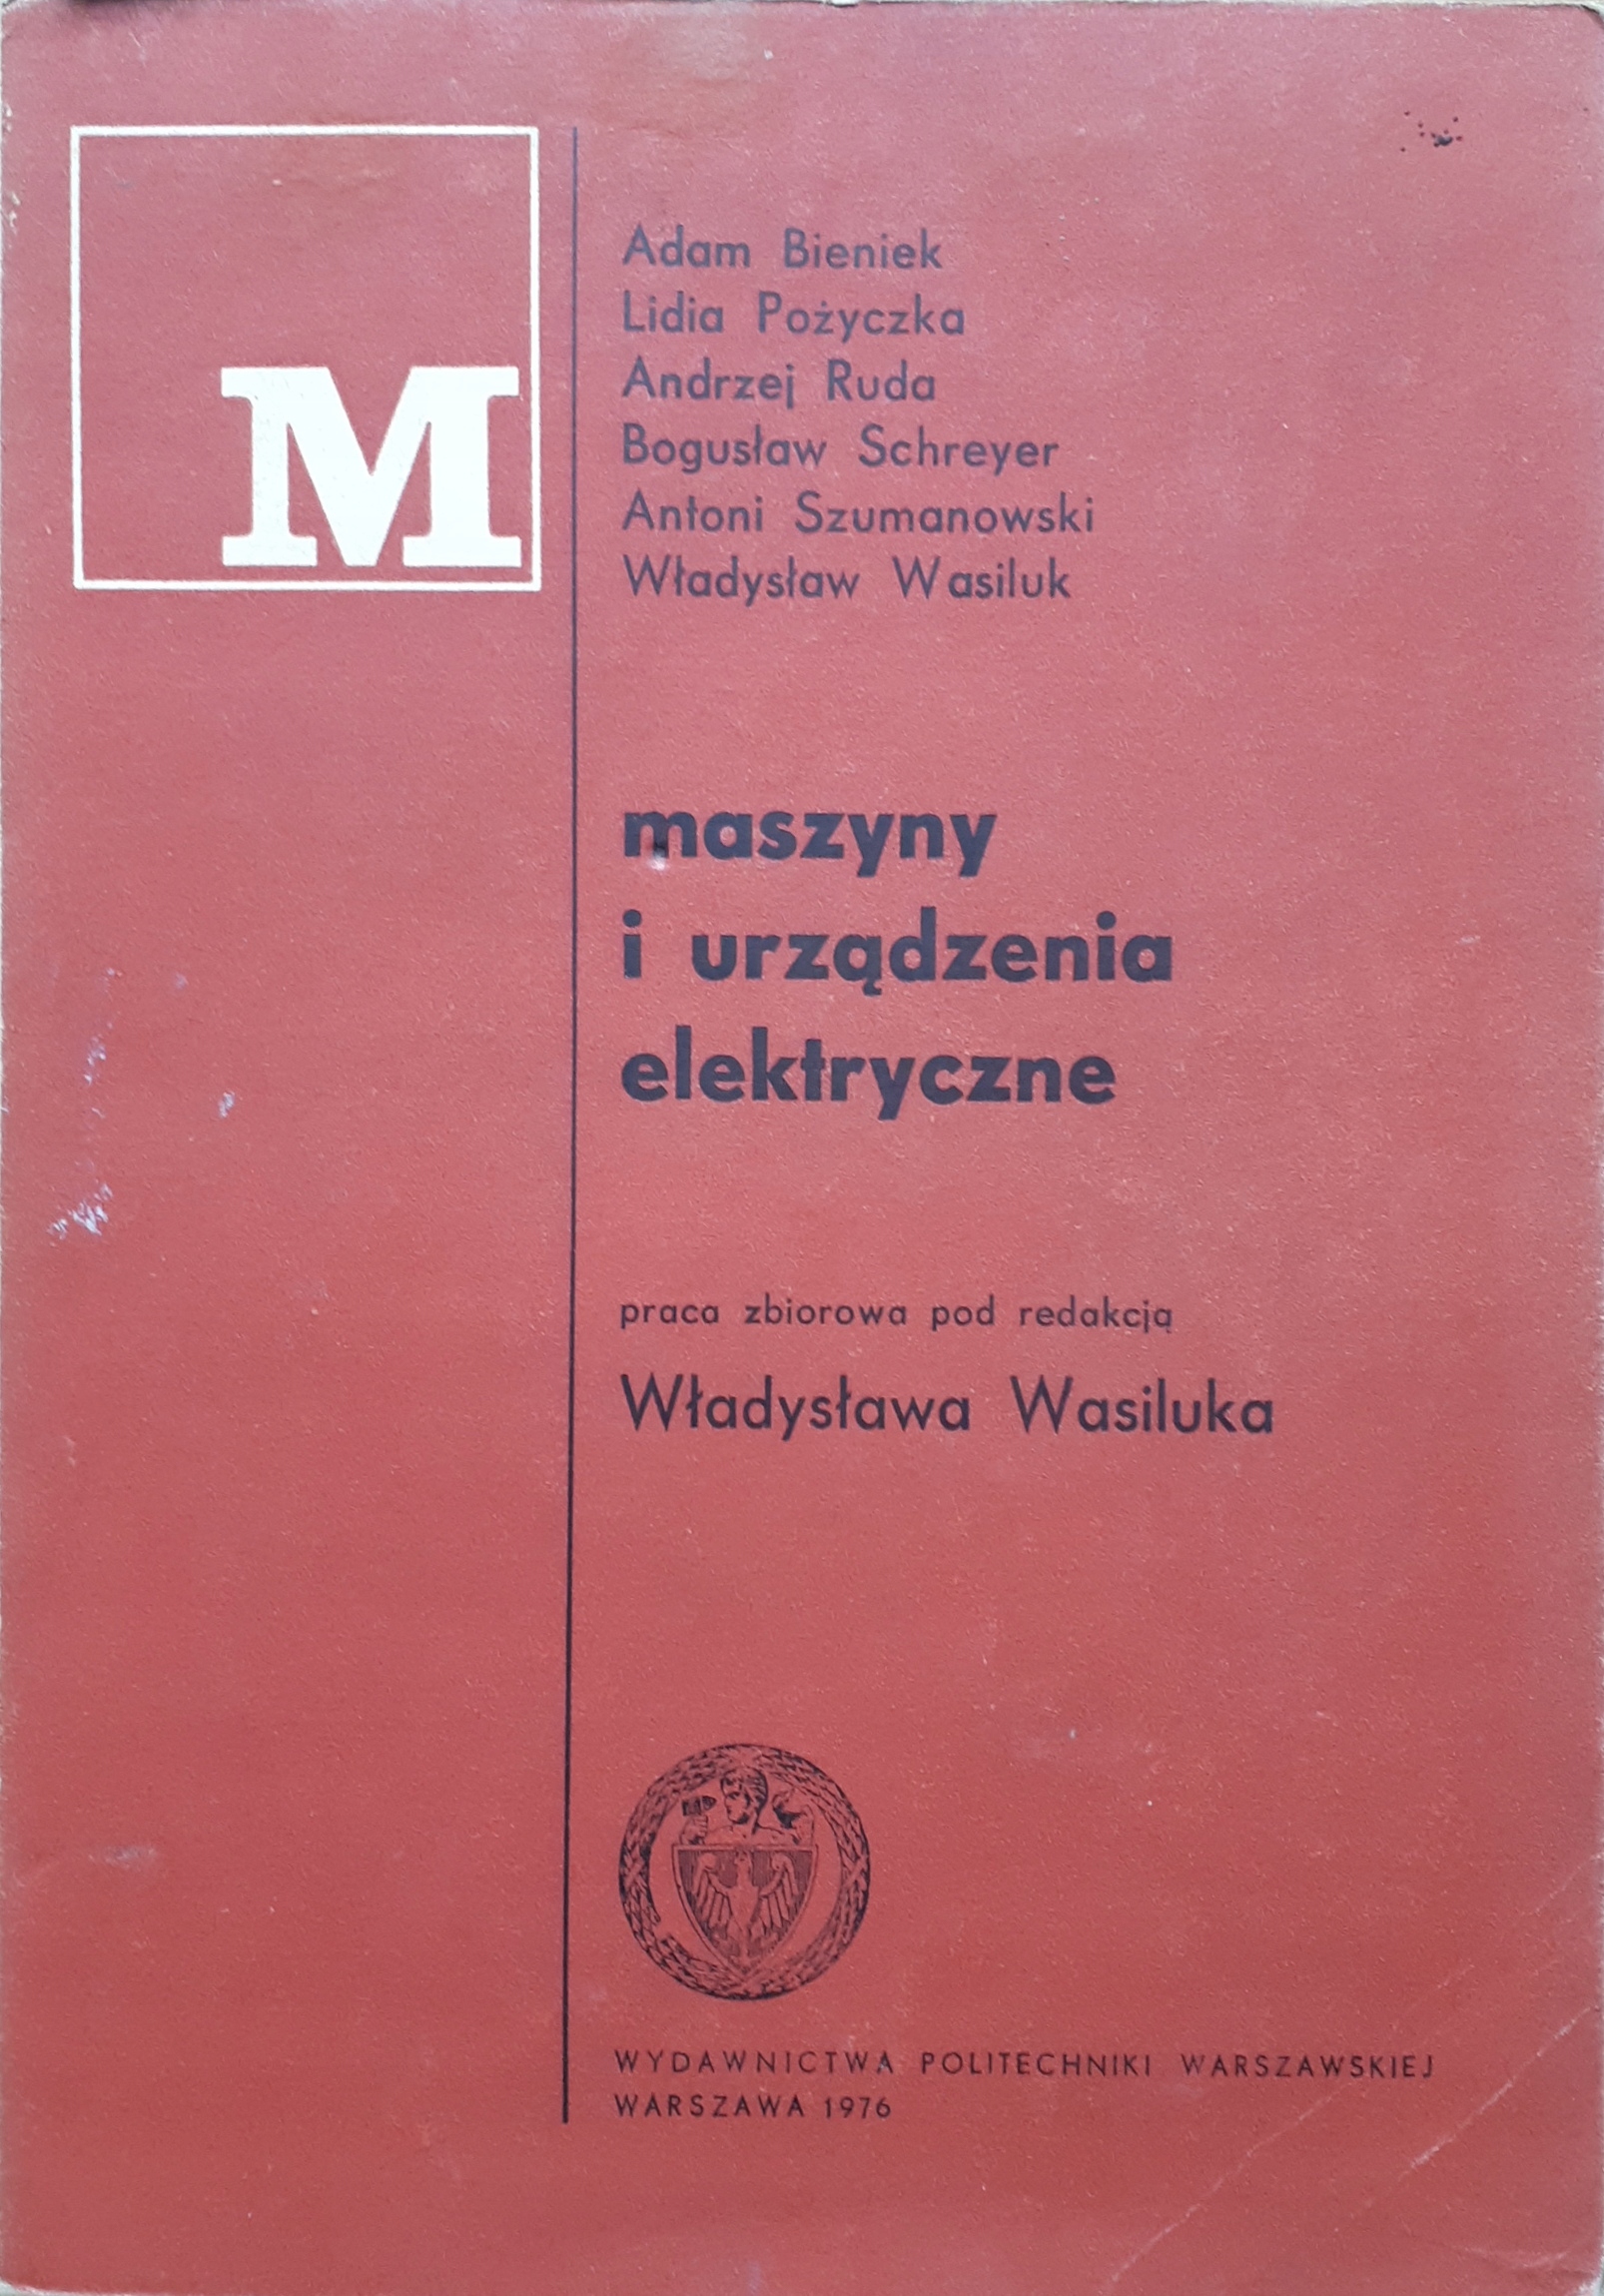 M
Adam Bieniek
Lidia Pożyczka
Andrzej Ruda
Bogusław Schreyer
Antoni Szumanowski
Władysław Wasiluk
maszyny
i urządzenia
elektryczne
praca zbiorowa pod redakcją
Władysława Wasiluka
WYDAWNICTWA POLITECHNIKI WARSZAWSKIEJ
WARSZAWA 1976